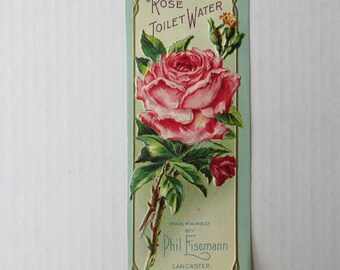 ROSE
TOILET WATER
PREPARED
BY
Phil Eisemann
LANCASTER,